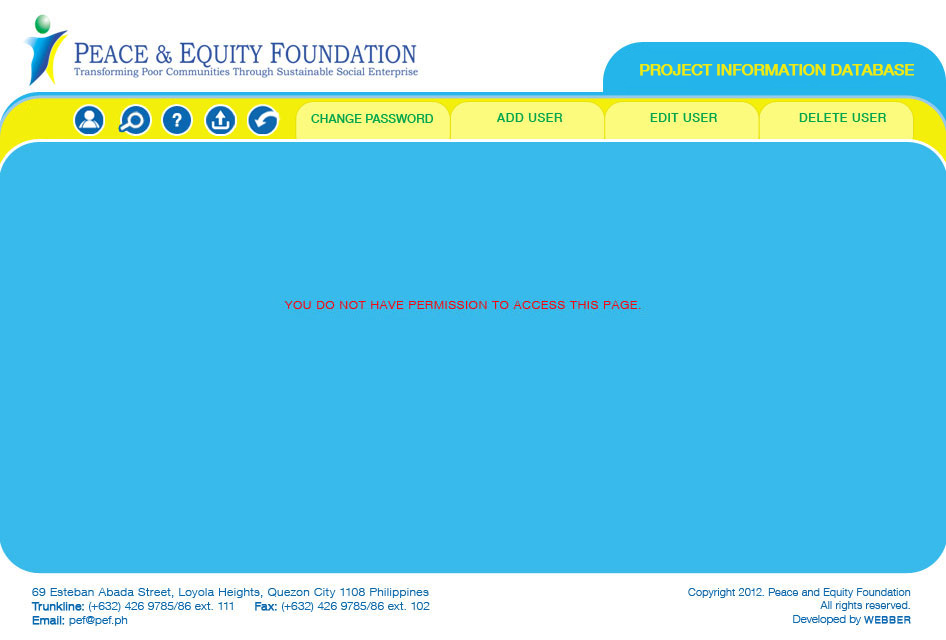 PEACE & EQUITY FOUNDATION
Transforming Poor Communities Through Sustainable Social Enterprise
PROJECT INFORMATION DATABASE
?
CHANGE PASSWORD
ADD USER
EDIT USER
DELETE USER
YOU DO NOT HAVE PERMISSION TO ACCESS THIS PAGE.
69 Esteban Abada Street, Loyola Heights, Quezon City 1108 Philippines
Trunkline: (+632) 426 9785/86 ext. 111 Fax: (+632) 426 9785/86 ext. 102
Email: pef@pef.ph
Copyright 2012. Peace and Equity Foundation
All rights reserved.
Developed by WEBBER